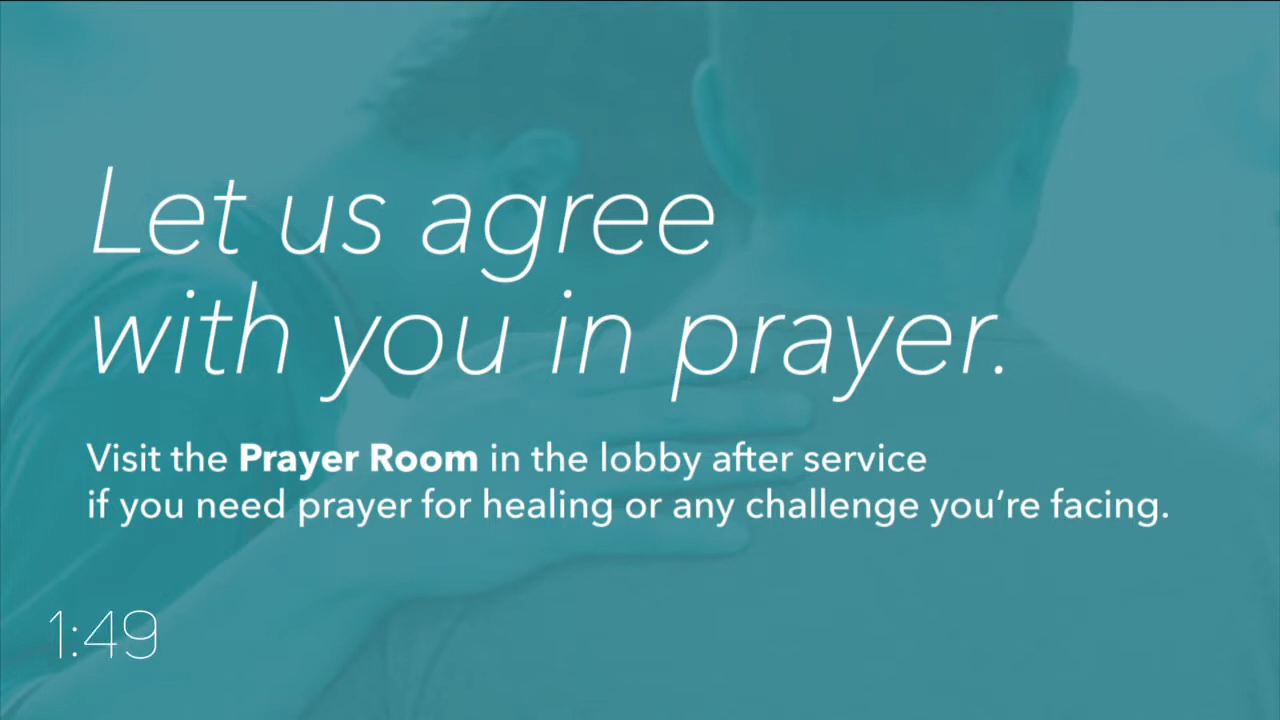 Let us agree
with you in prayer.
Visit the Prayer Room in the lobby after service
if you need prayer for healing or any challenge you’re facing.
1:49